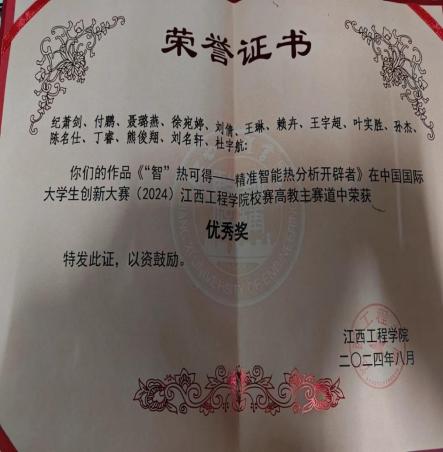 荣誉证书
纪萧剑、付鹏、聂璐燕、徐宛婷、刘倩、王琳、赖卉、王宇超、叶实胜、孙杰、
陈名仕、丁睿、熊俊翔、刘名轩、杜宇航:
你们的作品《“智”热可得——精准智能热分析开辟者》在中国国际
大学生创新大赛（2024）江西工程学院校赛高教主赛道中荣获
优秀奖
特发此证，以资鼓励。
江西工程学院
二〇二四年八月